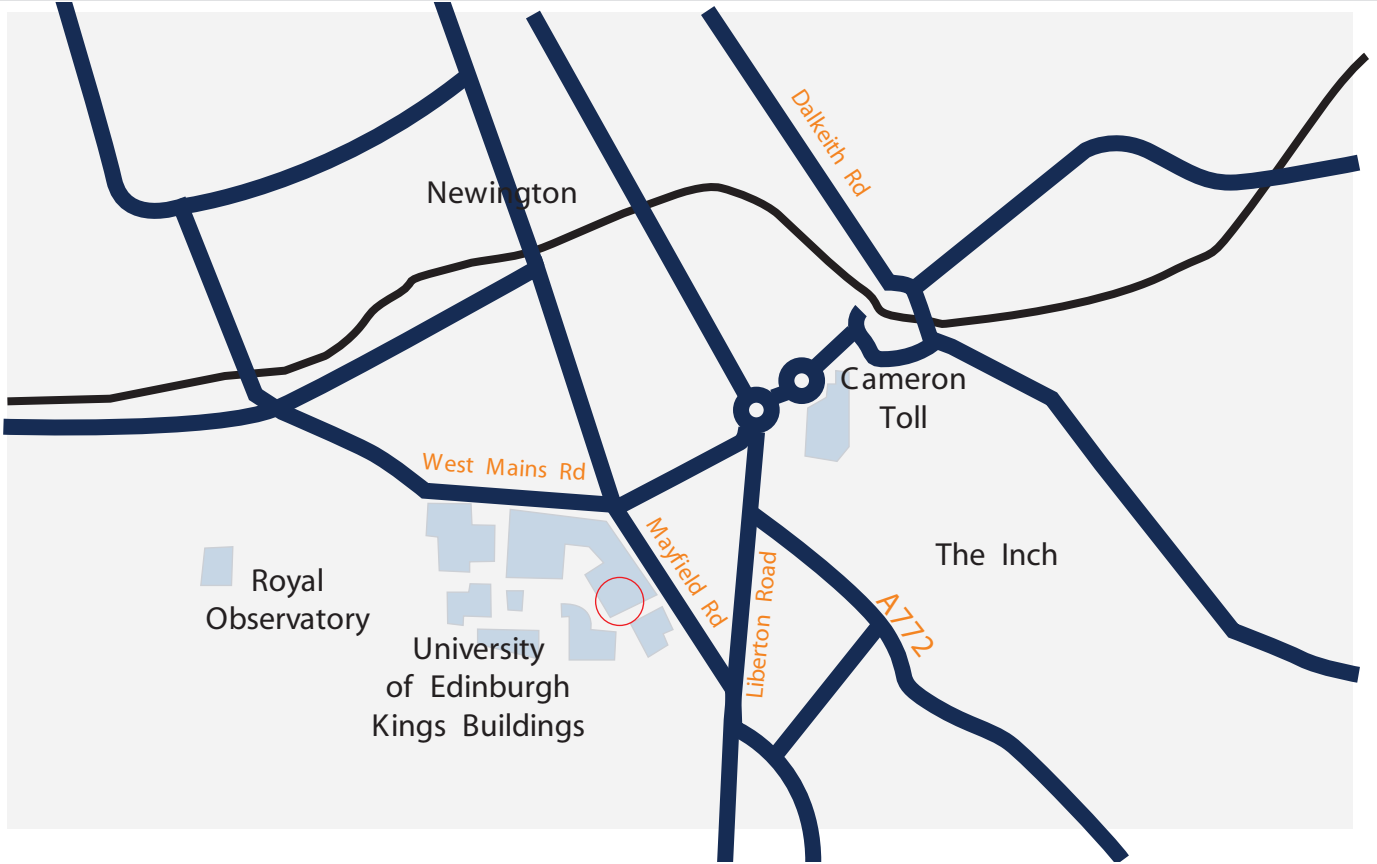 Dalkeith Rd
Newington
Cameron
Toll
West Mains Rd
Mayfield Rd
Liberton Road
The Inch
A772
Royal
Observatory
University
of Edinburgh
Kings Buildings